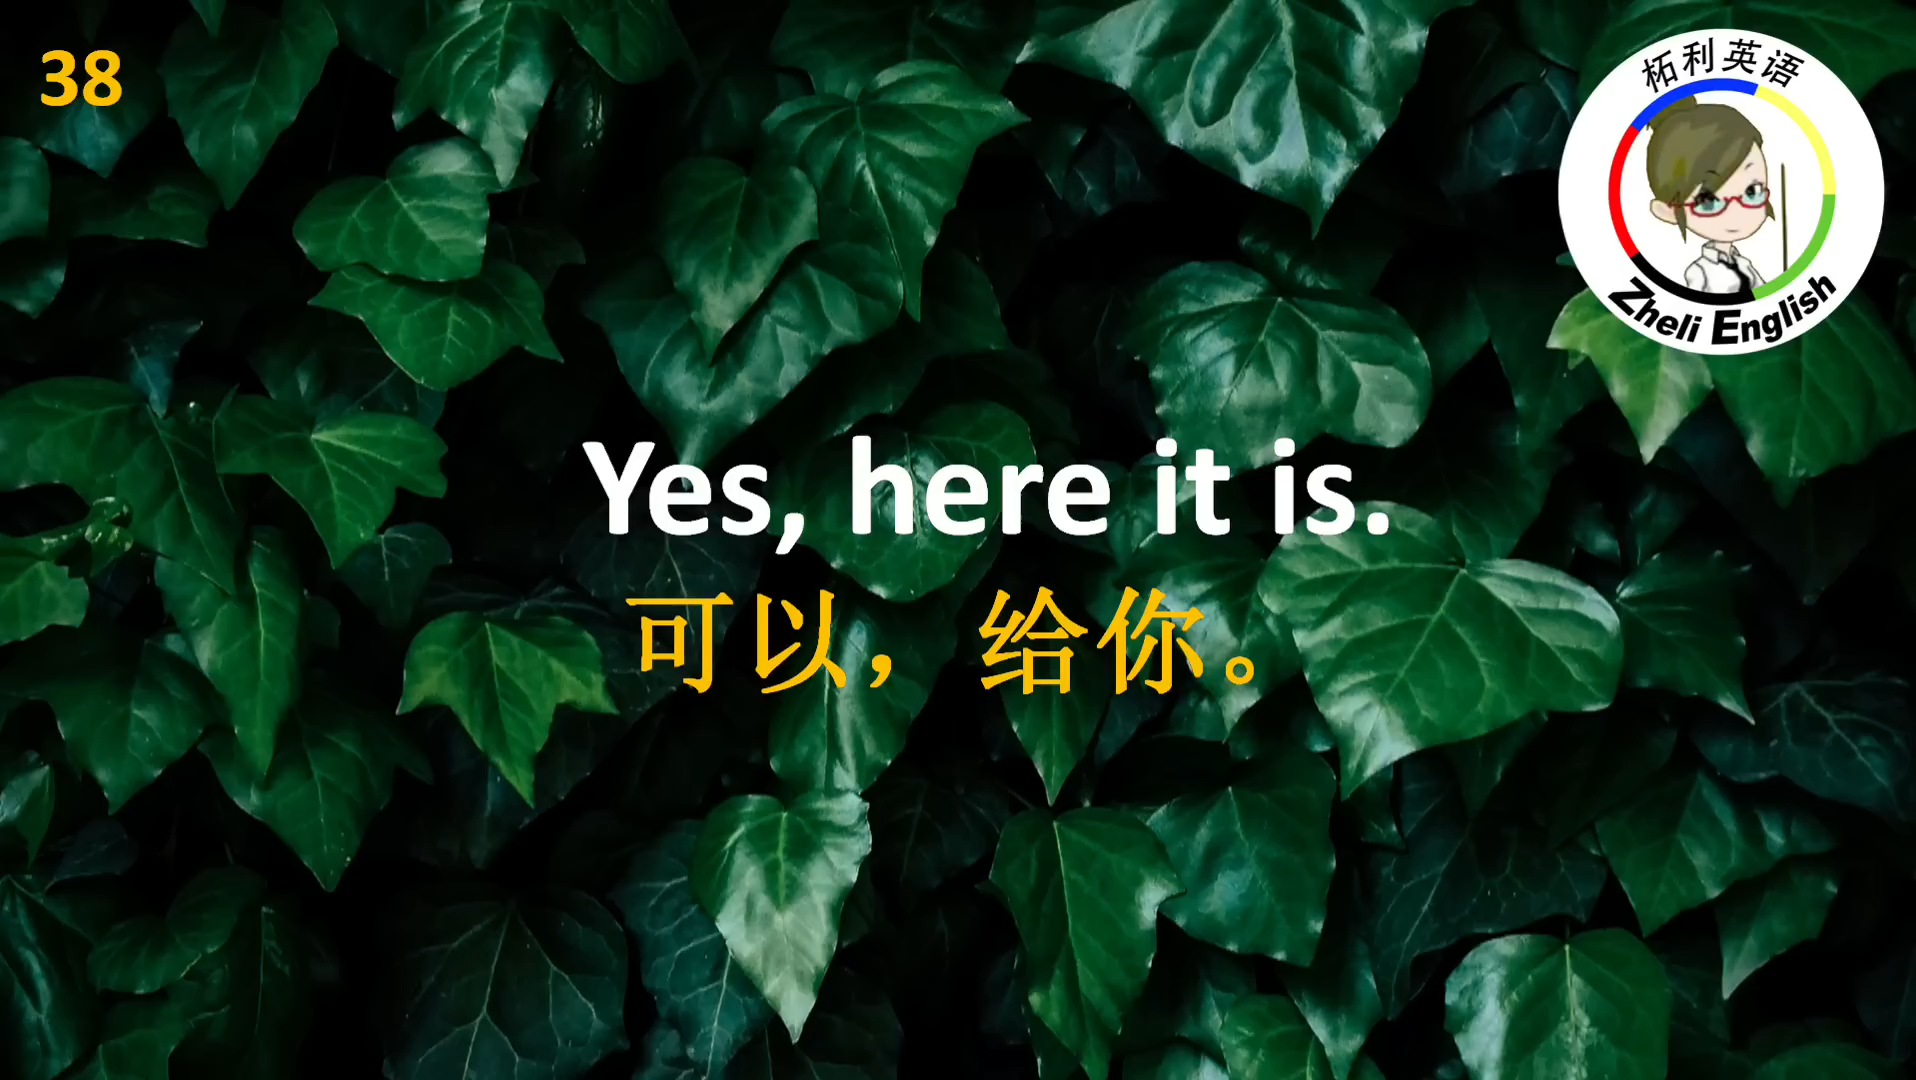 38
柘利英语
Zheli English
Yes, here it is.
可以，给你。